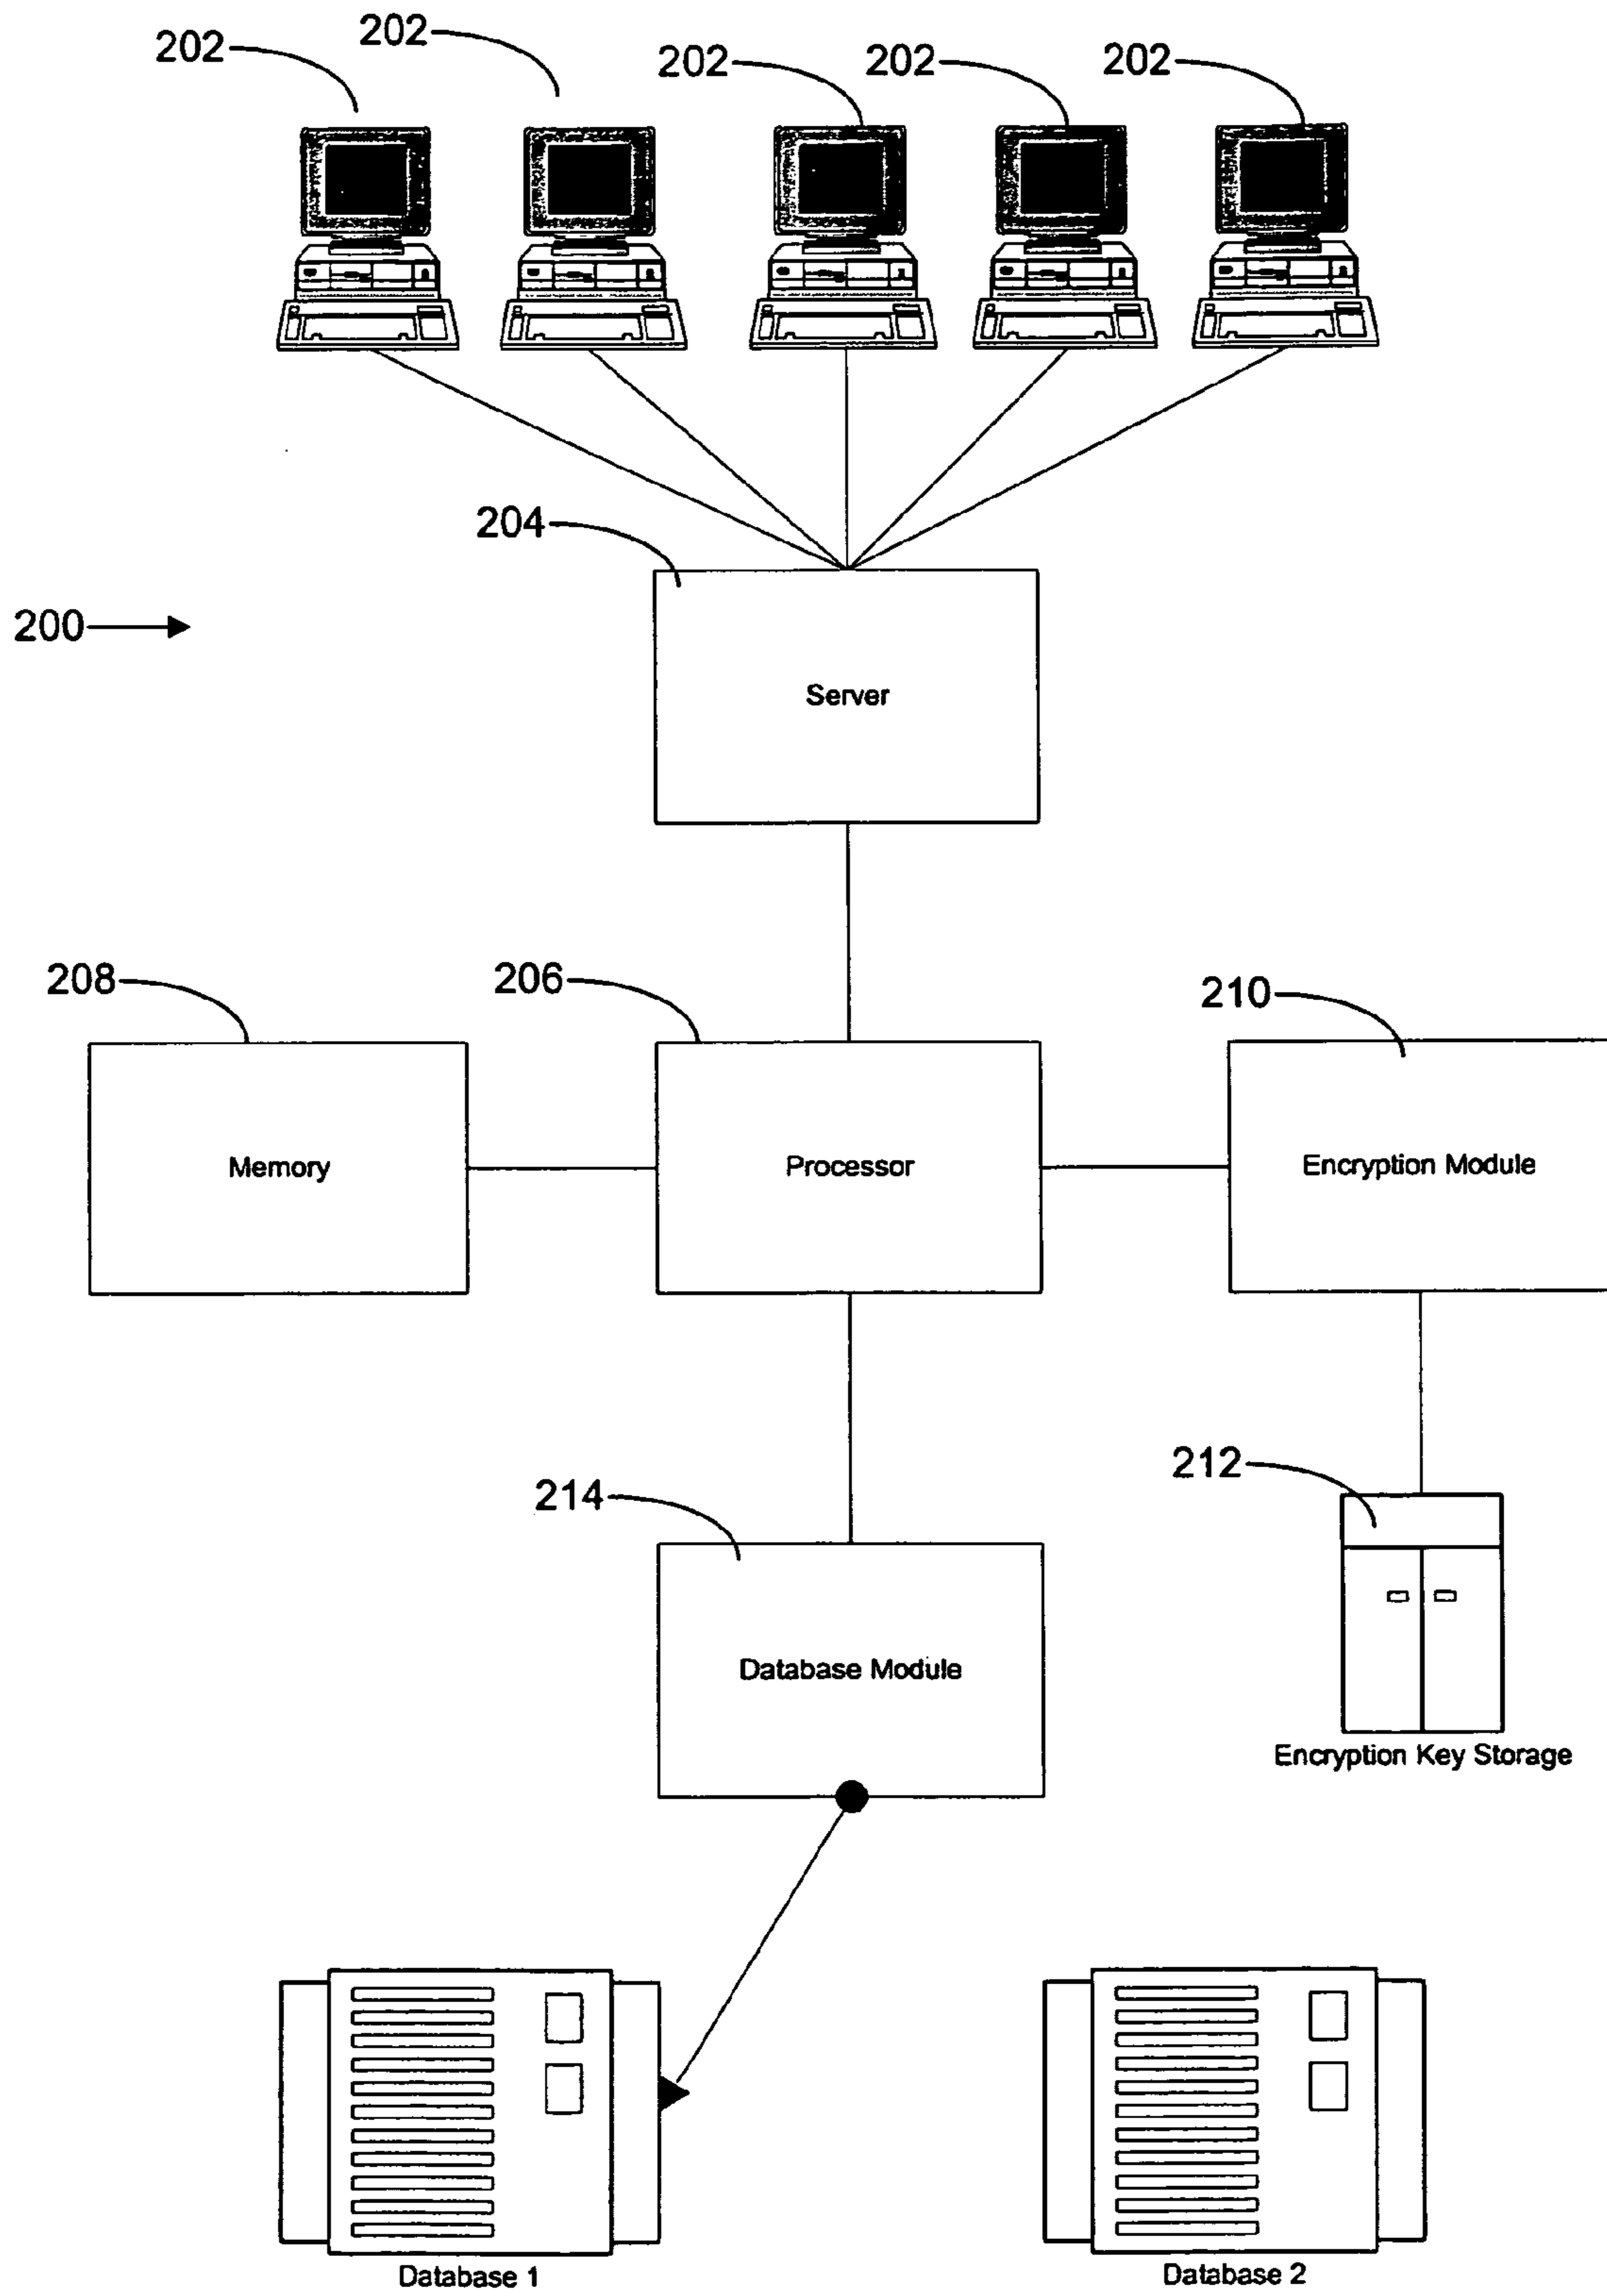 202
202
202
202
202
204
200
Server
208
206
210
Memory
Processor
Encryption Module
212
214
Database Module
Encryption Key Storage
Database 1
Database 2